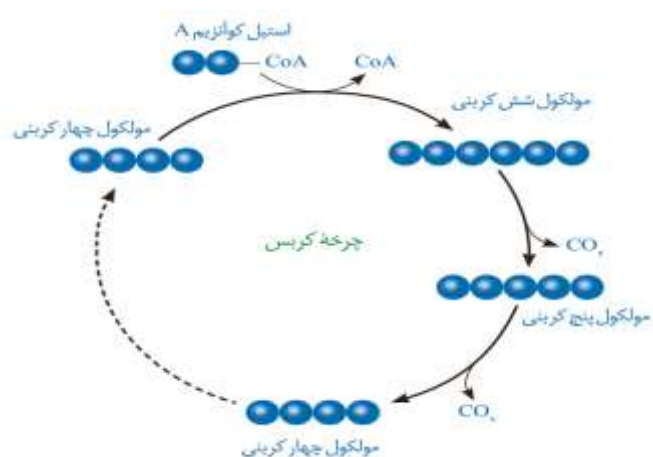 استیل کوآنزیم A
CoA
CoA
مولکول شش کربنی
مولکول چهار کربنی
چرخهٔ کربس
CO₂
مولکول پنج کربنی
CO₂
مولکول چهار کربنی